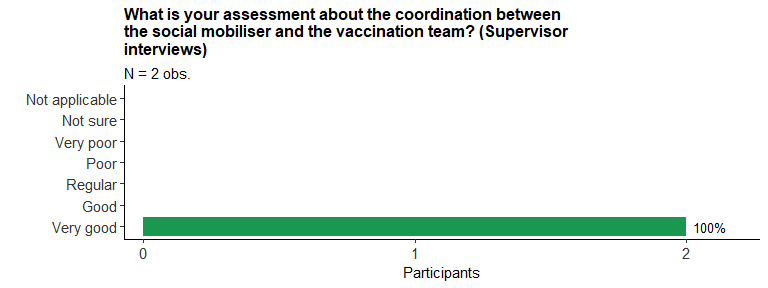 What is your assessment about the coordination between
the social mobiliser and the vaccination team? (Supervisor
interviews)
N = 2 obs.
Not applicable
Not sure
Very poor
Poor
Regular
Good
Very good
100%
0
1
2
Participants